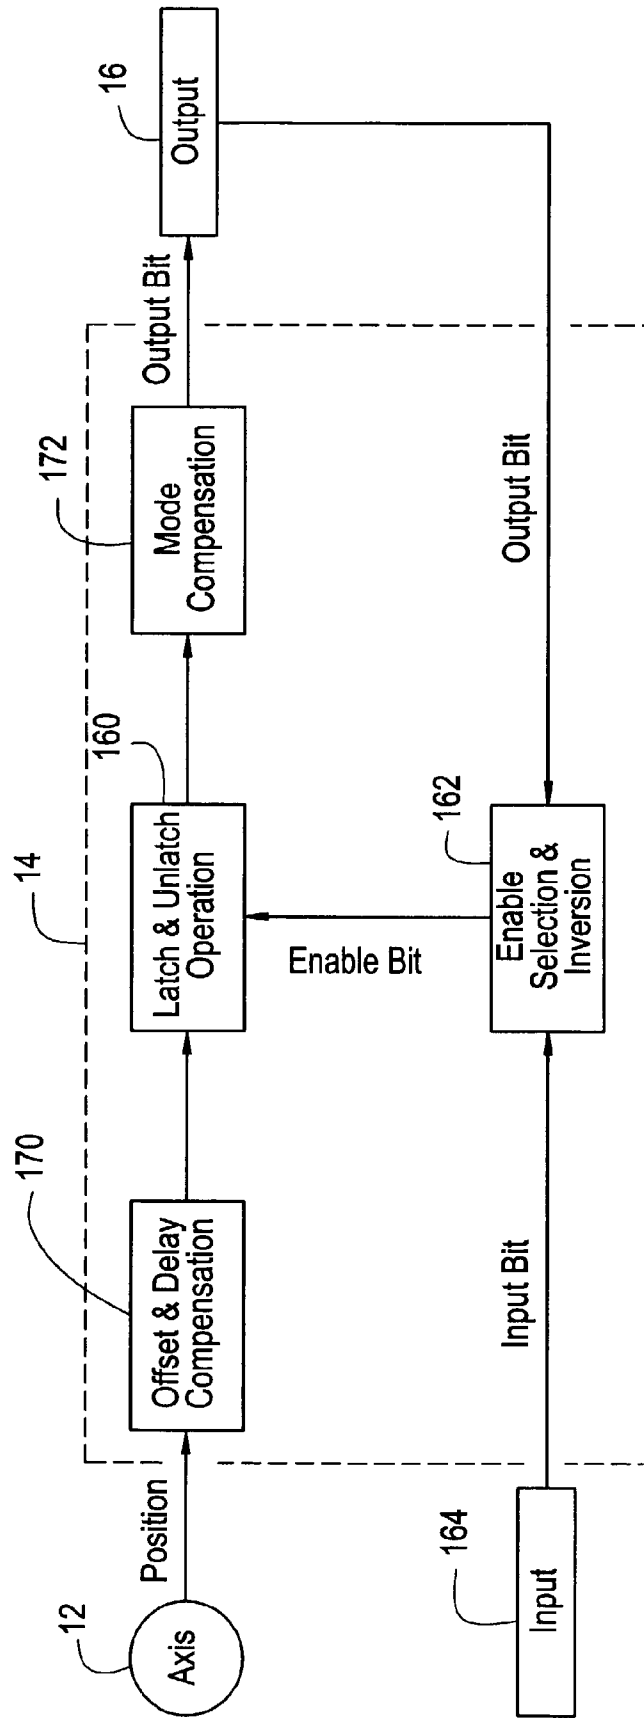 14
12
Axis
Position
170
Offset & Delay
Compensation
160
Latch & Unlatch
Operation
172
Mode
Compensation
Output Bit
16
Output
Enable Bit
164
Input
Input Bit
162
Enable
Selection &
Inversion
Output Bit